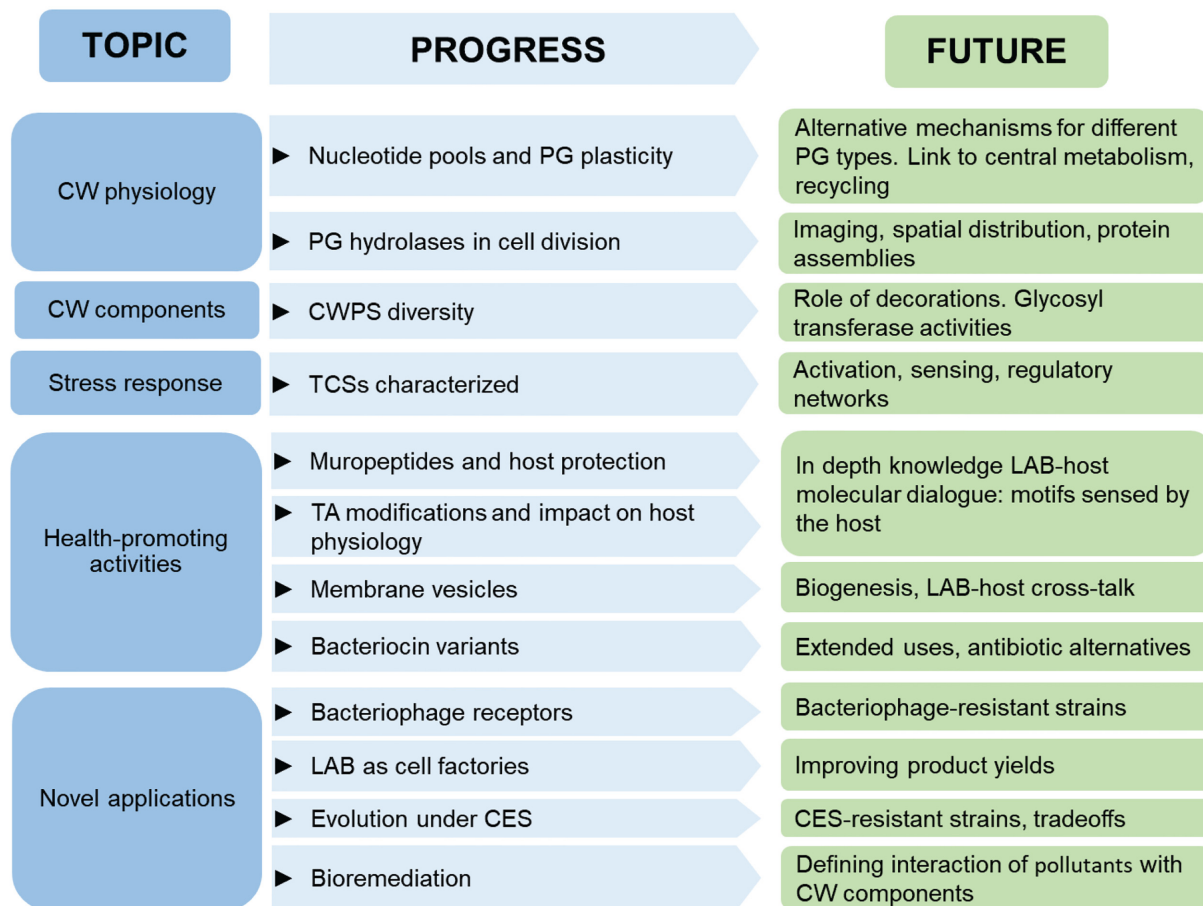 TOPIC
PROGRESS
FUTURE
CW physiology
► Nucleotide pools and PG plasticity
Alternative mechanisms for different
PG types. Link to central metabolism,
recycling
► PG hydrolases in cell division
Imaging, spatial distribution, protein
assemblies
CW components
► CWPS diversity
Role of decorations. Glycosyl
transferase activities
Stress response
► TCSs characterized
Activation, sensing, regulatory
networks
Health-promoting
activities
► Muropeptides and host protection
► TA modifications and impact on host
physiology
In depth knowledge LAB-host
molecular dialogue: motifs sensed by
the host
► Membrane vesicles
Biogenesis, LAB-host cross-talk
► Bacteriocin variants
Extended uses, antibiotic alternatives
Novel applications
► Bacteriophage receptors
Bacteriophage-resistant strains
► LAB as cell factories
Improving product yields
► Evolution under CES
CES-resistant strains, tradeoffs
► Bioremediation
Defining interaction of pollutants with
CW components